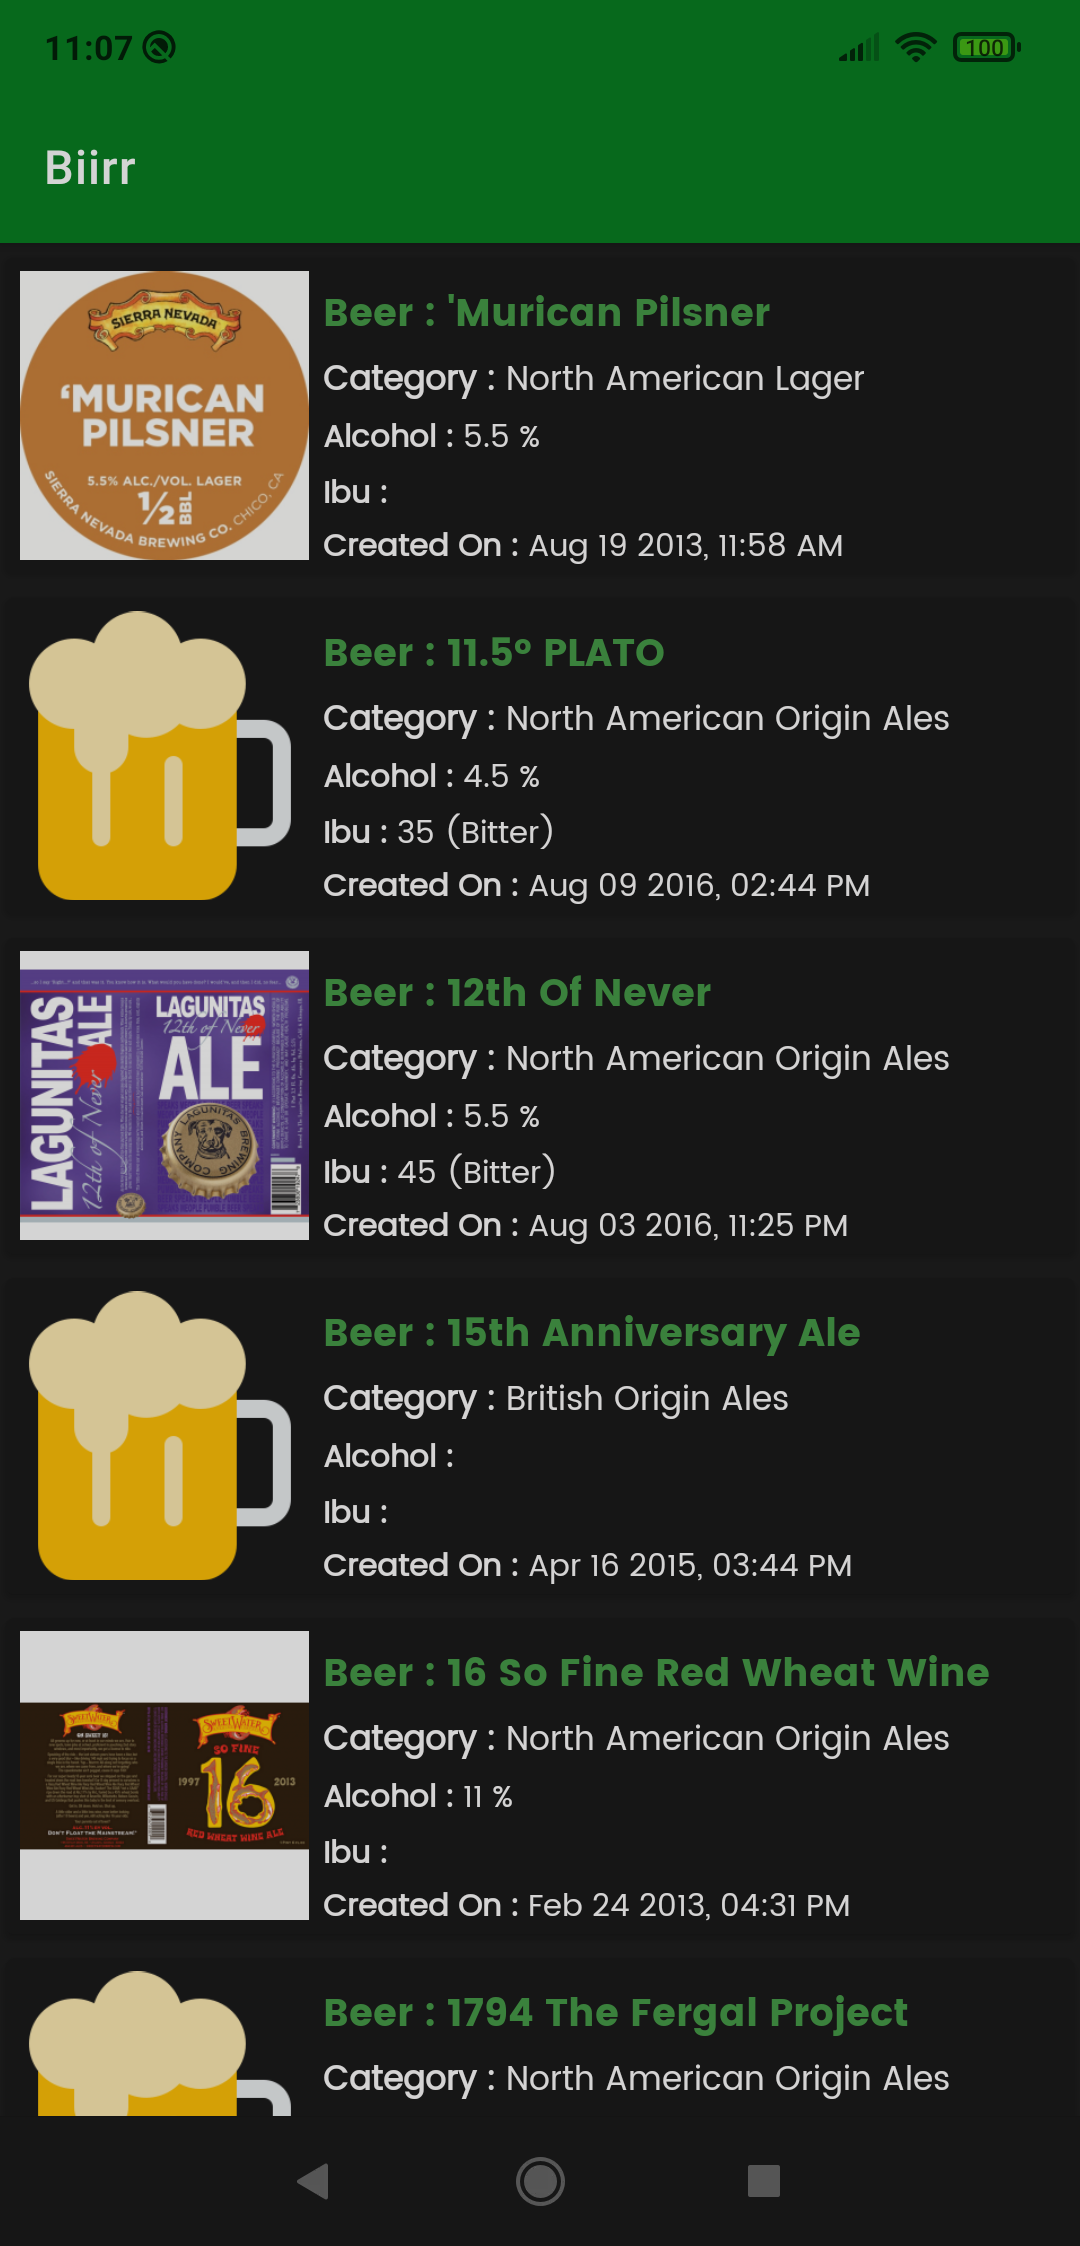 11:07
100
Biirr
SIERRA NEVADA
'MURICAN
PILSNER
5.5% ALC./VOL. LAGER
1/2 BBL
SIERRA NEVADA BREWING CO. CHICO, CA
Beer : 'Murican Pilsner
Category : North American Lager
Alcohol : 5.5 %
Ibu :
Created On : Aug 19 2013, 11:58 AM
Beer : 11.5° PLATO
Category : North American Origin Ales
Alcohol : 4.5 %
Ibu : 35 (Bitter)
Created On : Aug 09 2016, 02:44 PM
LAGUNITAS
12th of Never
ALE
LAGUNITAS
12th of Never
ALE
LAGUNITAS BREWING COMPANY
Beer : 12th Of Never
Category : North American Origin Ales
Alcohol : 5.5 %
Ibu : 45 (Bitter)
Created On : Aug 03 2016, 11:25 PM
Beer : 15th Anniversary Ale
Category : British Origin Ales
Alcohol :
Ibu :
Created On : Apr 16 2015, 03:44 PM
SWEETWATER
DON'T FLOAT THE MAINSTREAM!
SWEETWATER
SO FINE
1997 16 2013
RED WHEAT WINE ALE
Beer : 16 So Fine Red Wheat Wine
Category : North American Origin Ales
Alcohol : 11 %
Ibu :
Created On : Feb 24 2013, 04:31 PM
Beer : 1794 The Fergal Project
Category : North American Origin Ales